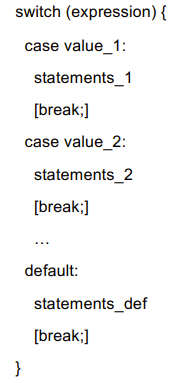 switch (expression) {
case value_1:
statements_1
[break;]
case value_2:
statements_2
[break;]
…
default:
statements_def
[break;]
}